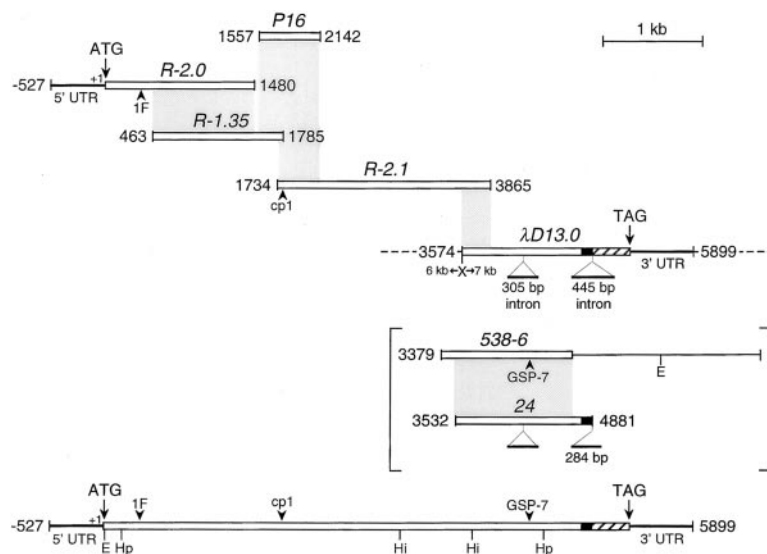 P16
1557 2142
1 kb
ATG
+1
R-2.0
-527 1480
5' UTR
1F
R-1.35
463 1785
R-2.1
1734 3865
cp1
TAG
λD13.0
3574 5899
6 kb ←X→ 7 kb
3' UTR
305 bp intron
445 bp intron
538-6
3379
GSP-7
E
24
3532 4881
284 bp
ATG
+1
1F
cp1
GSP-7
TAG
-527 5899
5' UTR
3' UTR
E Hp Hi Hi Hp